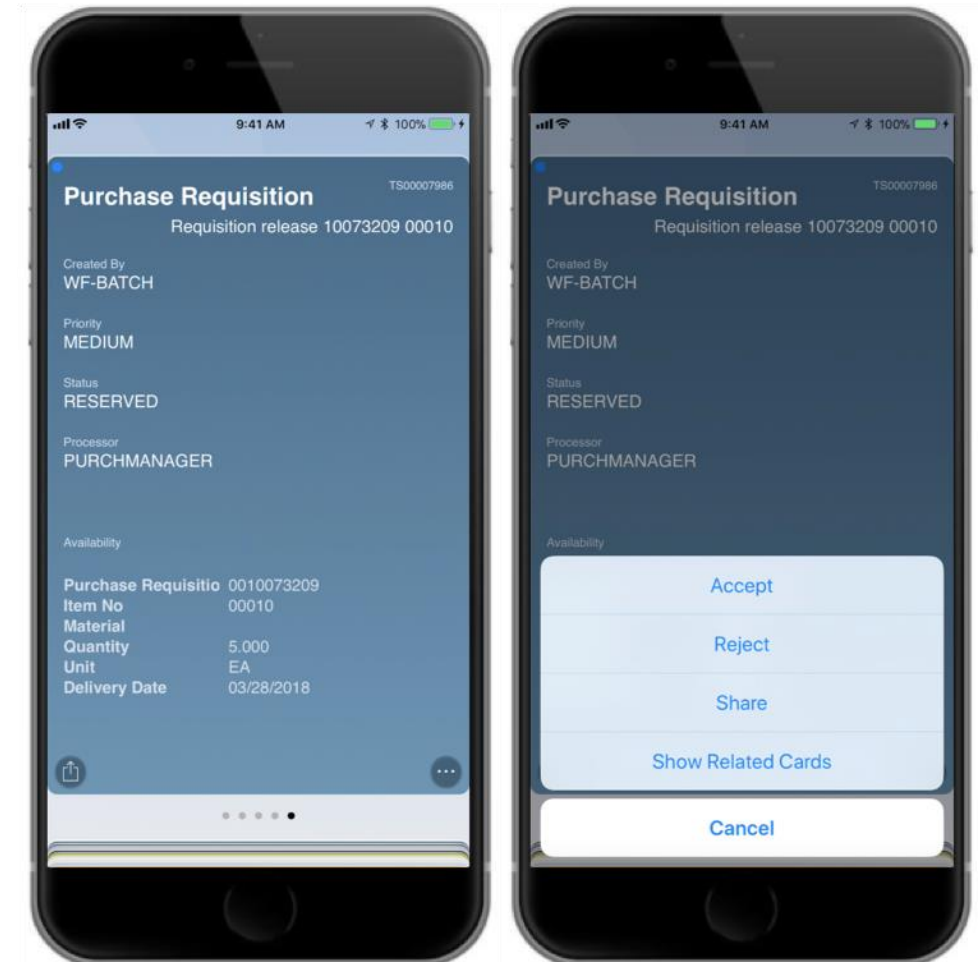 9:41 AM
100%
Purchase Requisition
TS00007986
Requisition release 10073209 00010
Created By
WF-BATCH
Priority
MEDIUM
Status
RESERVED
Processor
PURCHMANAGER
Availability
Purchase Requisitio 0010073209
Item No 00010
Material
Quantity 5.000
Unit EA
Delivery Date 03/28/2018
9:41 AM
100%
Purchase Requisition
TS00007986
Requisition release 10073209 00010
Created By
WF-BATCH
Priority
MEDIUM
Status
RESERVED
Processor
PURCHMANAGER
Availability
Accept
Reject
Share
Show Related Cards
Cancel